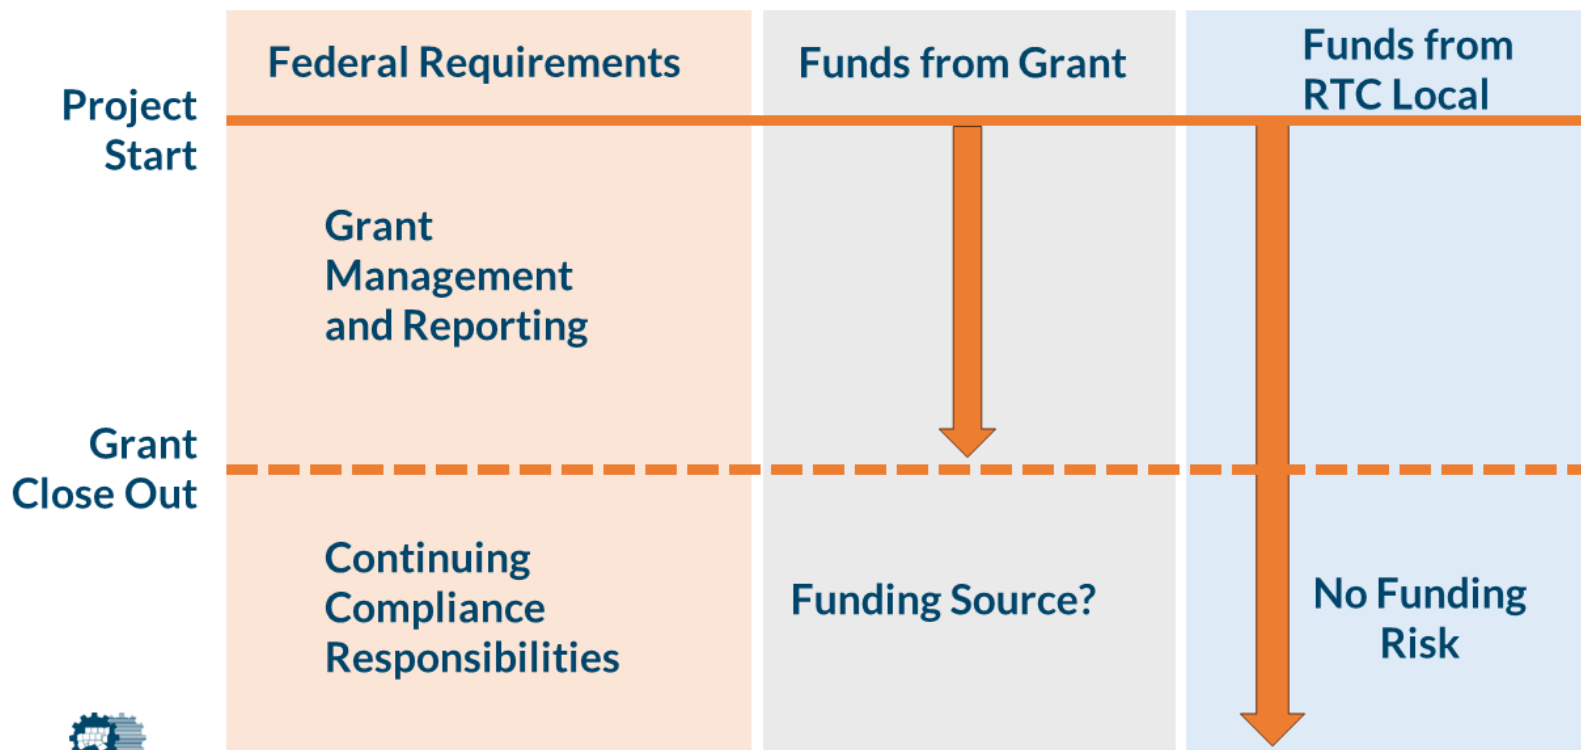 Federal Requirements
Funds from Grant
Funds from
RTC Local
Project
Start
Grant
Management
and Reporting
Grant
Close Out
Continuing
Compliance
Responsibilities
Funding Source?
No Funding
Risk